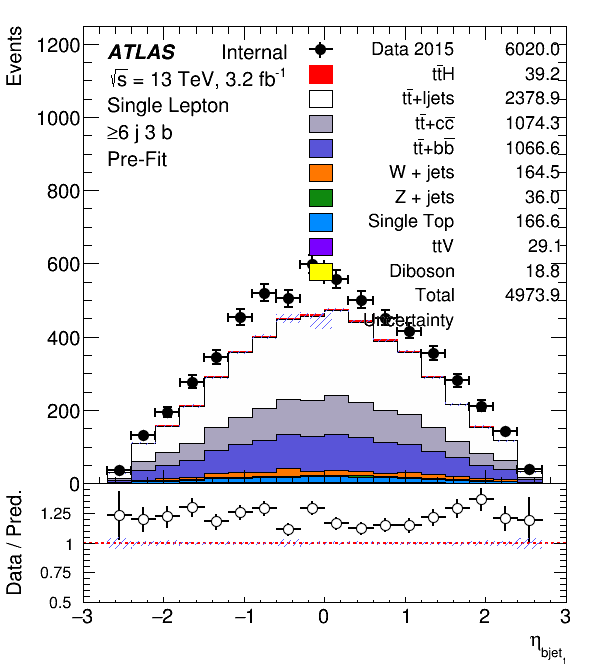 Events
1200
1000
800
600
400
200
0
ATLAS Internal
√s = 13 TeV, 3.2 fb-1
Single Lepton
≥6 j 3 b
Pre-Fit
Data 2015 6020.0
tt̄H 39.2
tt̄+ljets 2378.9
tt̄+cc̄ 1074.3
tt̄+bb̄ 1066.6
W + jets 164.5
Z + jets 36.0
Single Top 166.6
ttV 29.1
Diboson 18.8
Total 4973.9
Uncertainty
Data / Pred.
1.25
1
0.75
0.5
−3 −2 −1 0 1 2 3
ηbjet1